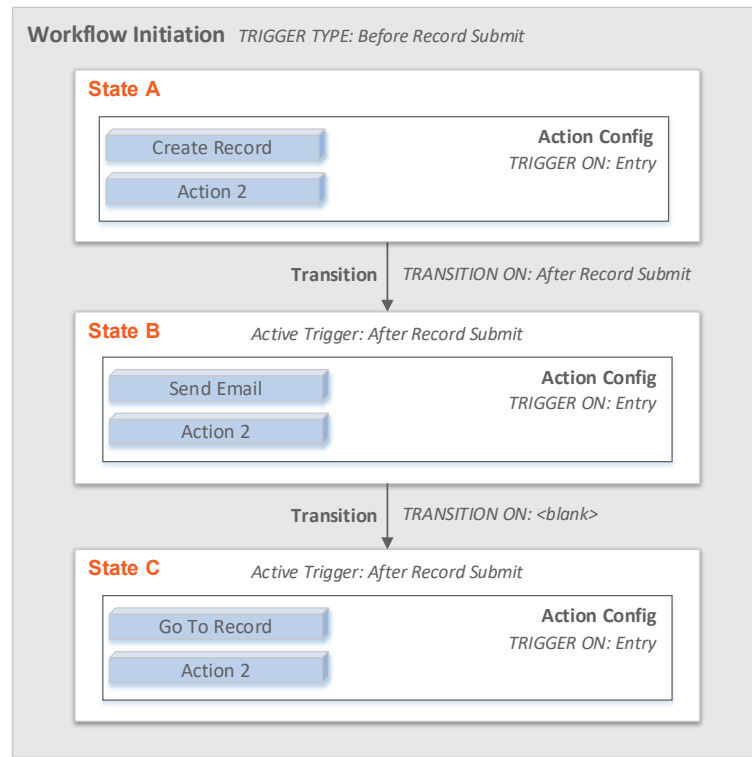 Workflow Initiation TRIGGER TYPE: Before Record Submit
State A
Create Record
Action 2
Action Config
TRIGGER ON: Entry
Transition TRANSITION ON: After Record Submit
State B Active Trigger: After Record Submit
Send Email
Action 2
Action Config
TRIGGER ON: Entry
Transition TRANSITION ON: <blank>
State C Active Trigger: After Record Submit
Go To Record
Action 2
Action Config
TRIGGER ON: Entry